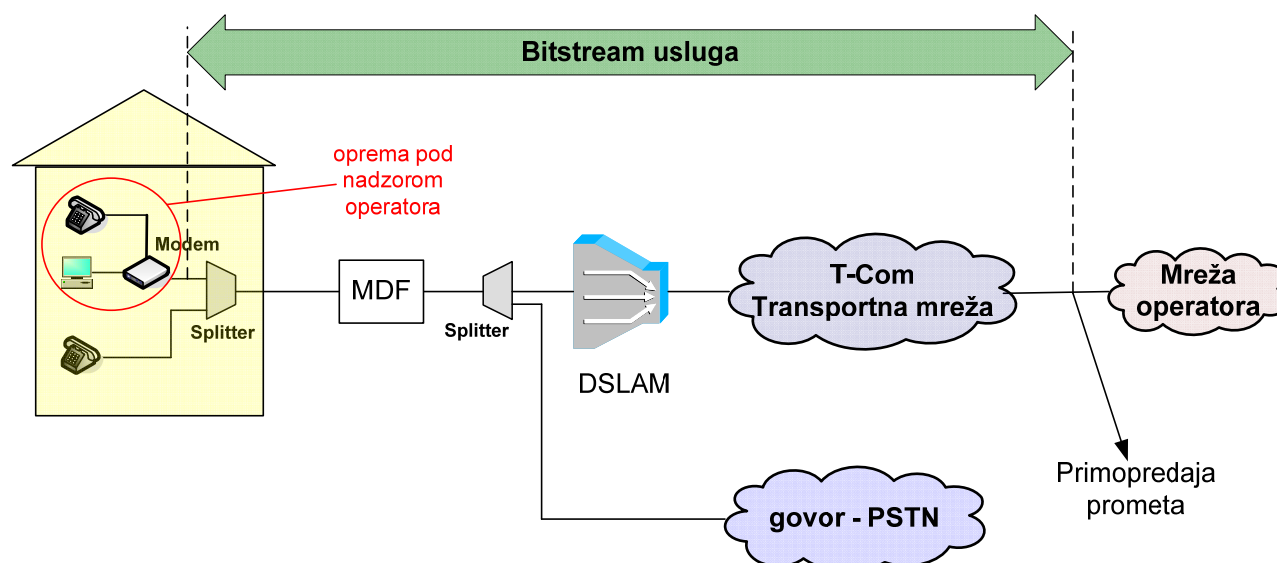 Bitstream usluga
oprema pod
nadzorom
operatora
Modem
Splitter
MDF
Splitter
DSLAM
T-Com
Transportna mreža
Mreža
operatora
Primopredaja
prometa
govor - PSTN